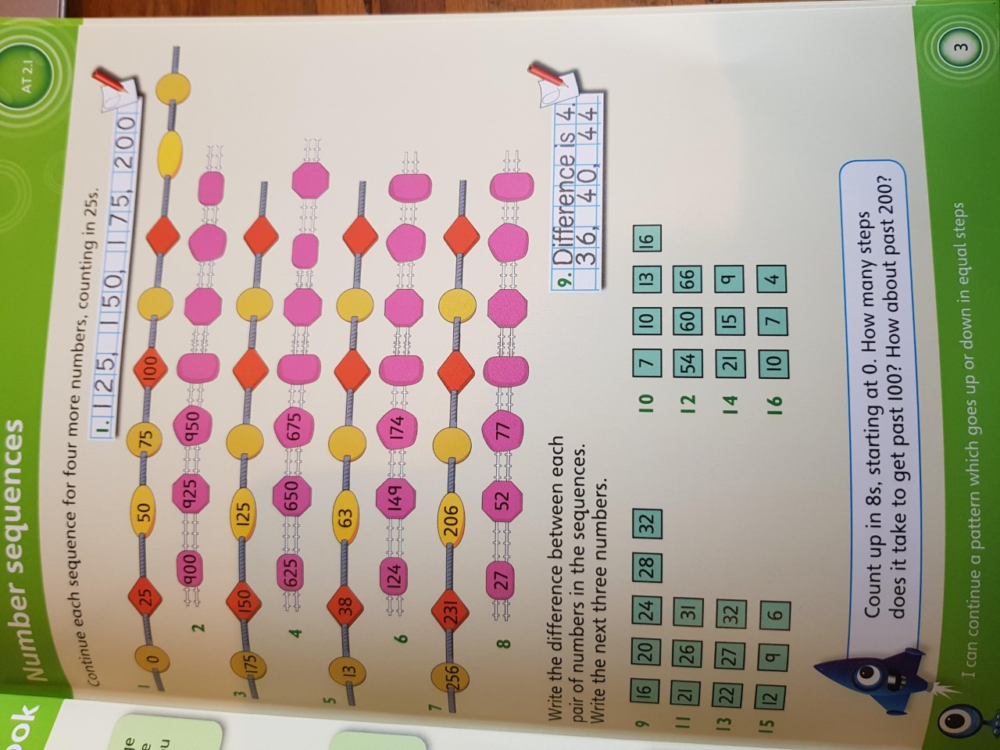 Number sequences
AT 2.1
Continue each sequence for four more numbers, counting in 25s.
1. 125, 150, 175, 200
1 0 25 50 75 100
2 900 925 950
3 175 150 125
4 625 650 675
5 13 38 63
6 124 149 174
7 256 231 206
8 27 52 77
Write the difference between each
pair of numbers in the sequences.
Write the next three numbers.
9. Difference is 4.
36, 40, 44
9 16 20 24 28 32
10 7 10 13 16
11 21 26 31
12 54 60 66
13 22 27 32
14 21 15 9
15 12 9 6
16 10 7 4
Count up in 8s, starting at 0. How many steps
does it take to get past 100? How about past 200?
I can continue a pattern which goes up or down in equal steps
3
ook